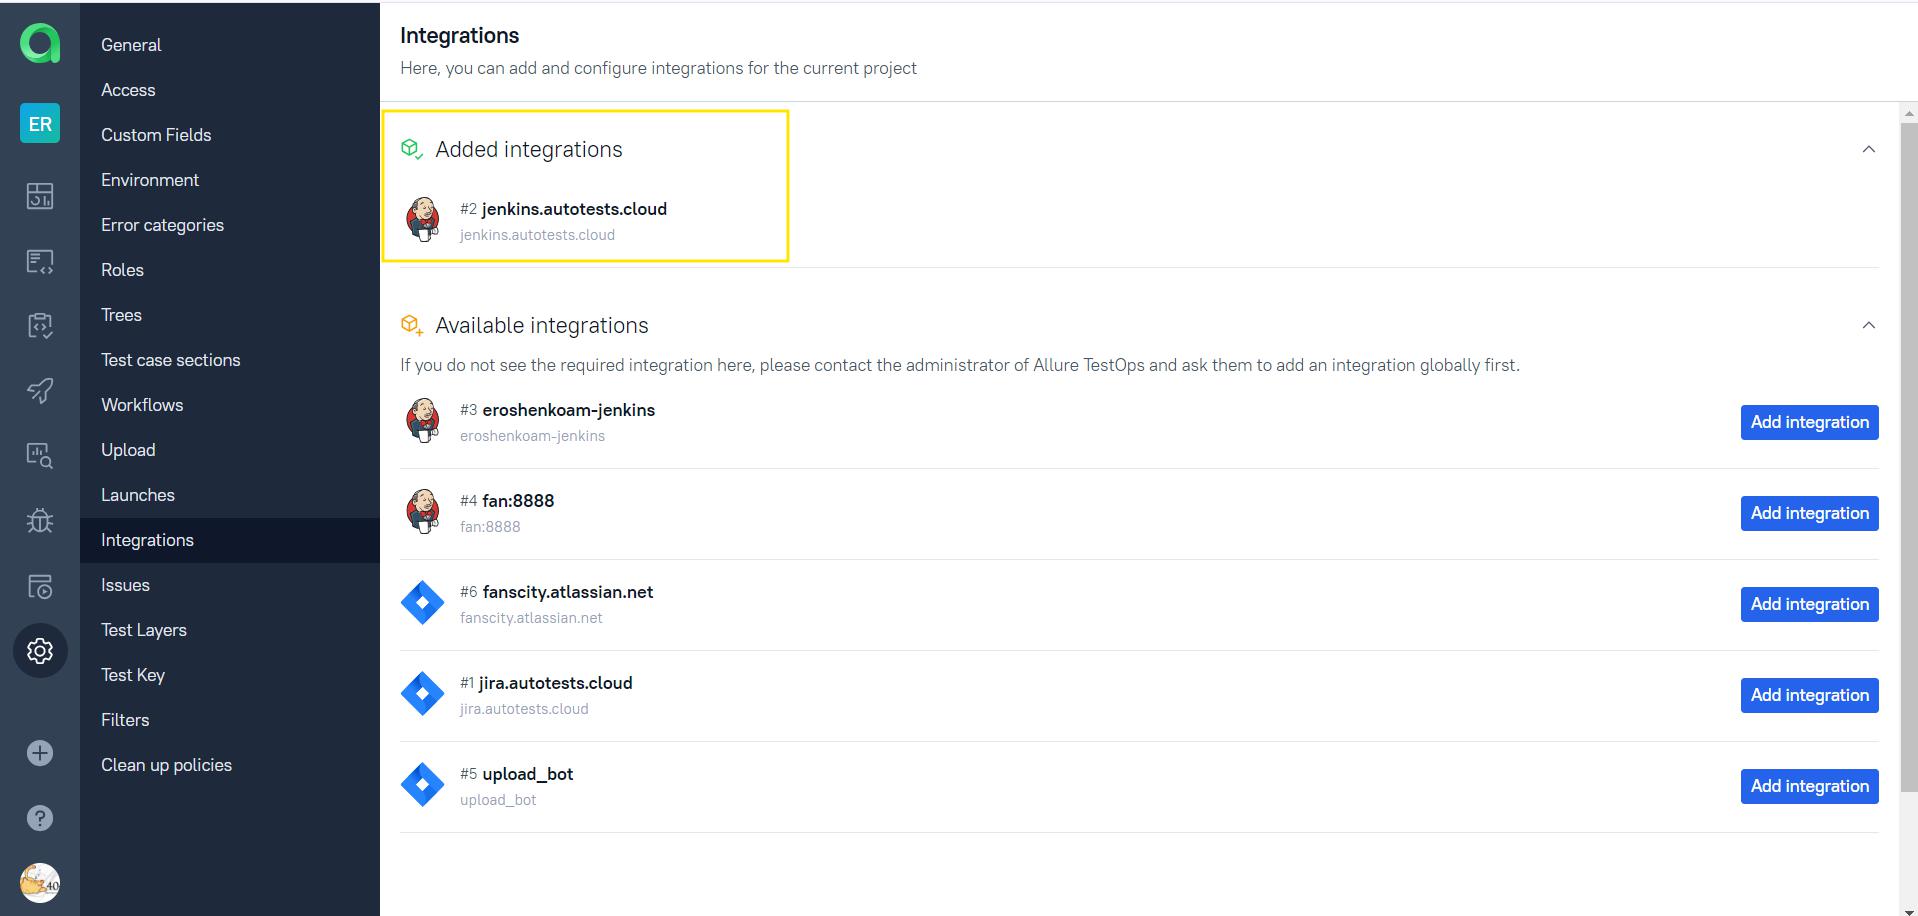 ER
General
Access
Custom Fields
Environment
Error categories
Roles
Trees
Test case sections
Workflows
Upload
Launches
Integrations
Issues
Test Layers
Test Key
Filters
Clean up policies
40
Integrations
Here, you can add and configure integrations for the current project
Added integrations
#2 jenkins.autotests.cloud
jenkins.autotests.cloud
Available integrations
If you do not see the required integration here, please contact the administrator of Allure TestOps and ask them to add an integration globally first.
#3 eroshenkoam-jenkins
eroshenkoam-jenkins
Add integration
#4 fan:8888
fan:8888
Add integration
#6 fanscity.atlassian.net
fanscity.atlassian.net
Add integration
#1 jira.autotests.cloud
jira.autotests.cloud
Add integration
#5 upload_bot
upload_bot
Add integration